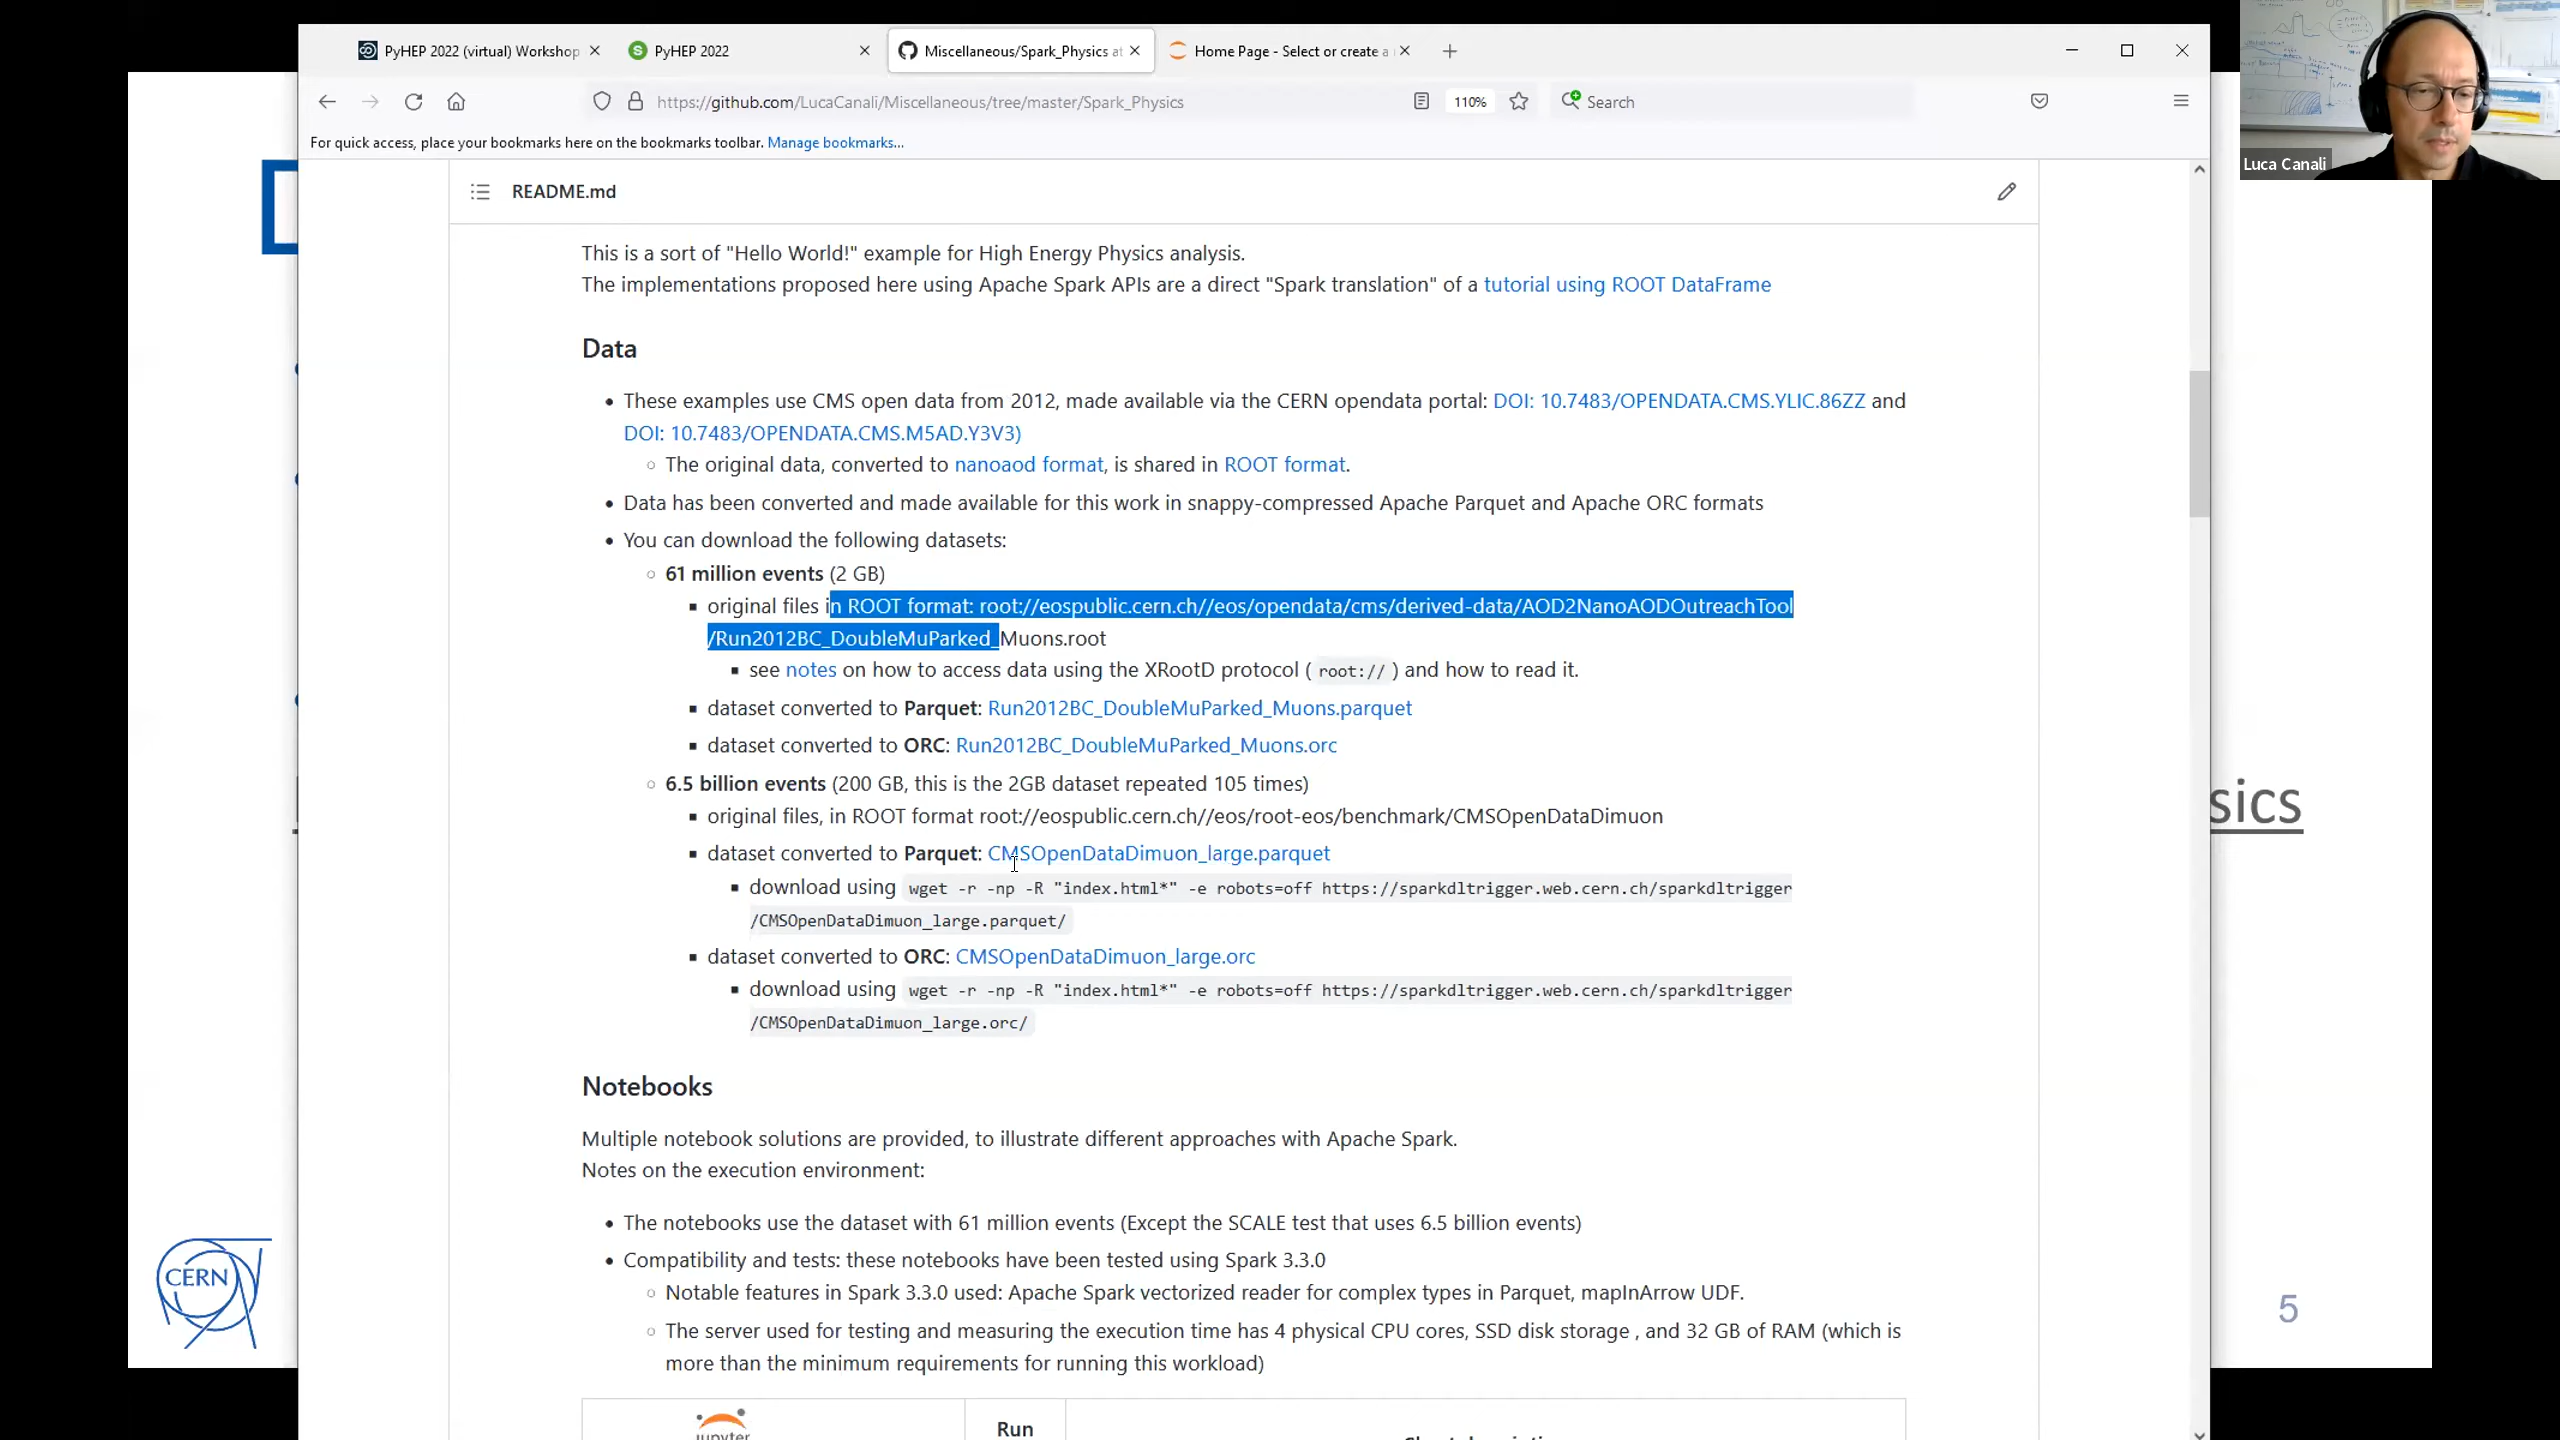 PyHEP 2022 (virtual) Workshop
PyHEP 2022
Miscellaneous/Spark_Physics at
Home Page - Select or create a
https://github.com/LucaCanali/Miscellaneous/tree/master/Spark_Physics
110%
Search
For quick access, place your bookmarks here on the bookmarks toolbar. Manage bookmarks...
Luca Canali
README.md
This is a sort of "Hello World!" example for High Energy Physics analysis.
The implementations proposed here using Apache Spark APIs are a direct "Spark translation" of a tutorial using ROOT DataFrame
Data
These examples use CMS open data from 2012, made available via the CERN opendata portal: DOI: 10.7483/OPENDATA.CMS.YLIC.86ZZ and
DOI: 10.7483/OPENDATA.CMS.M5AD.Y3V3)
The original data, converted to nanoaod format, is shared in ROOT format.
Data has been converted and made available for this work in snappy-compressed Apache Parquet and Apache ORC formats
You can download the following datasets:
61 million events (2 GB)
original files in ROOT format: root://eospublic.cern.ch//eos/opendata/cms/derived-data/AOD2NanoAODOutreachTool
/Run2012BC_DoubleMuParked_Muons.root
see notes on how to access data using the XRootD protocol ( root:// ) and how to read it.
dataset converted to Parquet: Run2012BC_DoubleMuParked_Muons.parquet
dataset converted to ORC: Run2012BC_DoubleMuParked_Muons.orc
6.5 billion events (200 GB, this is the 2GB dataset repeated 105 times)
original files, in ROOT format root://eospublic.cern.ch//eos/root-eos/benchmark/CMSOpenDataDimuon
dataset converted to Parquet: CMSOpenDataDimuon_large.parquet
download using wget -r -np -R "index.html*" -e robots=off https://sparkdltrigger.web.cern.ch/sparkdltrigger
/CMSOpenDataDimuon_large.parquet/
dataset converted to ORC: CMSOpenDataDimuon_large.orc
download using wget -r -np -R "index.html*" -e robots=off https://sparkdltrigger.web.cern.ch/sparkdltrigger
/CMSOpenDataDimuon_large.orc/
Notebooks
Multiple notebook solutions are provided, to illustrate different approaches with Apache Spark.
Notes on the execution environment:
The notebooks use the dataset with 61 million events (Except the SCALE test that uses 6.5 billion events)
Compatibility and tests: these notebooks have been tested using Spark 3.3.0
Notable features in Spark 3.3.0 used: Apache Spark vectorized reader for complex types in Parquet, mapInArrow UDF.
The server used for testing and measuring the execution time has 4 physical CPU cores, SSD disk storage , and 32 GB of RAM (which is
more than the minimum requirements for running this workload)
Run
sics
CERN
5